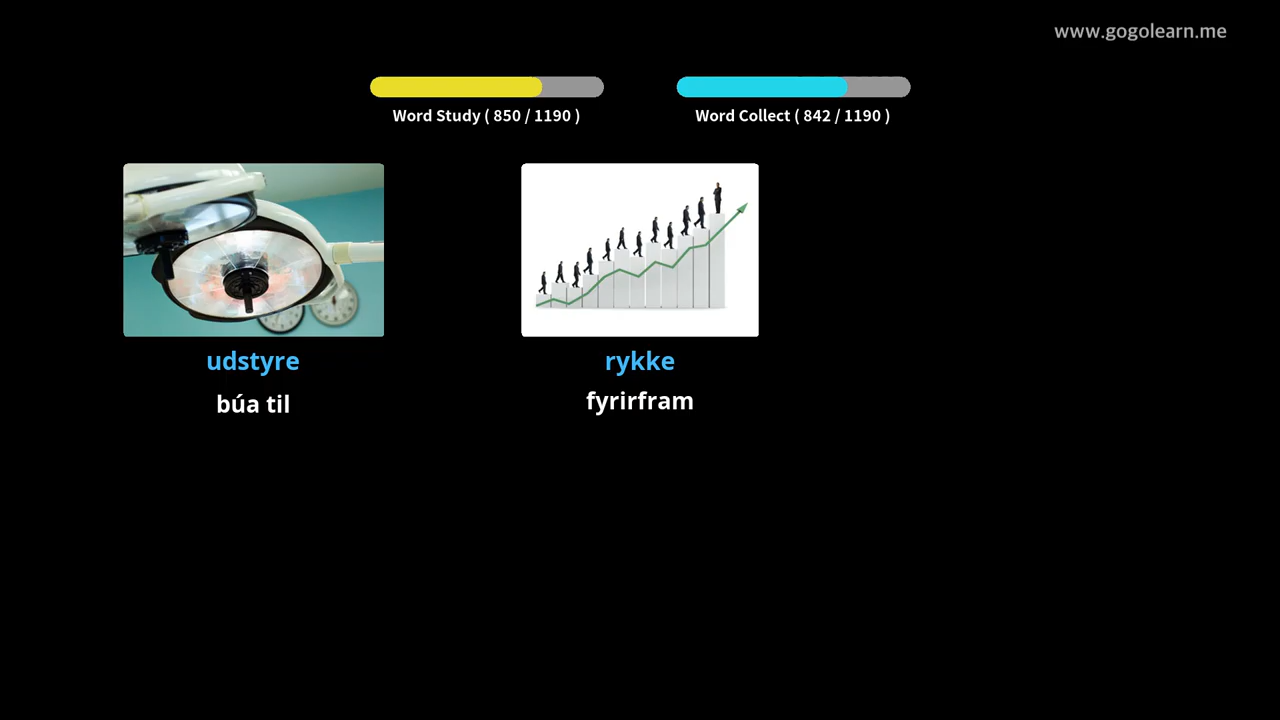 www.gogolearn.me
Word Study ( 850 / 1190 )
Word Collect ( 842 / 1190 )
udstyre
búa til
rykke
fyrirfram